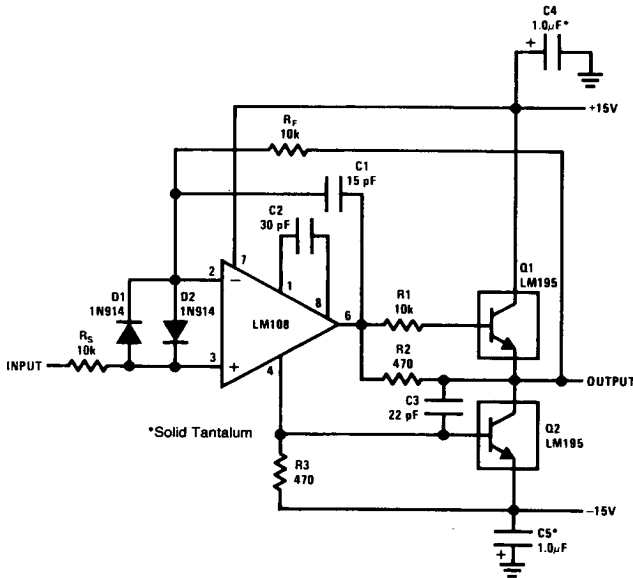 C4
1.0μF*
+
+15V
RF
10k
C1
15 pF
C2
30 pF
7
Q1
LM195
D1
1N914
D2
1N914
2
−
1
8
LM108
6
R1
10k
RS
10k
INPUT
3
+
4
R2
470
OUTPUT
C3
22 pF
*Solid Tantalum
Q2
LM195
R3
470
−15V
C5*
1.0μF
+